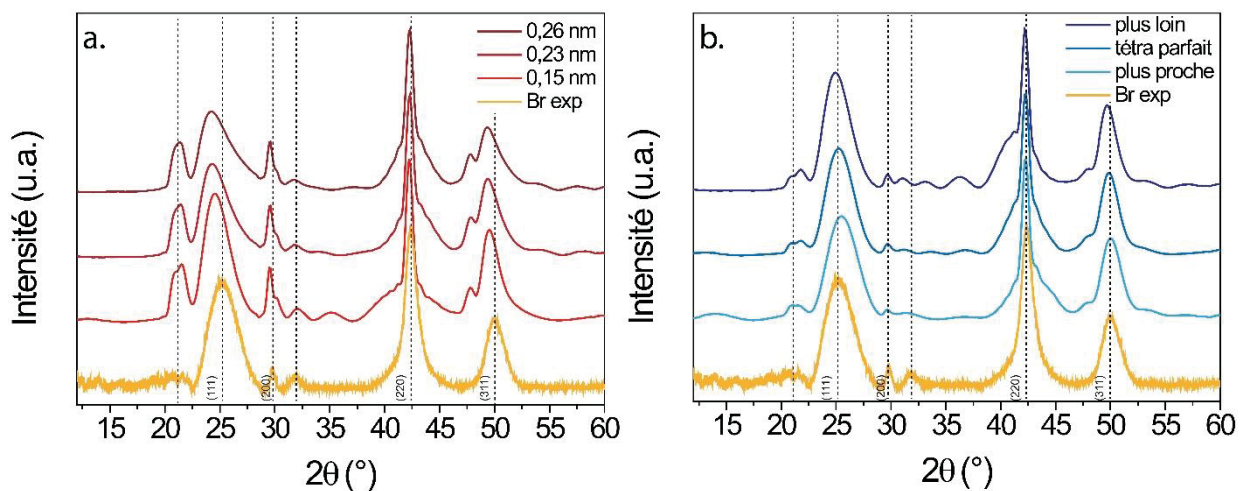 a.
0,26 nm
0,23 nm
0,15 nm
Br exp
Intensité (u.a.)
(111)
(200)
(220)
(311)
15 20 25 30 35 40 45 50 55 60
2θ (°)
b.
plus loin
tétra parfait
plus proche
Br exp
Intensité (u.a.)
(111)
(200)
(220)
(311)
15 20 25 30 35 40 45 50 55 60
2θ (°)